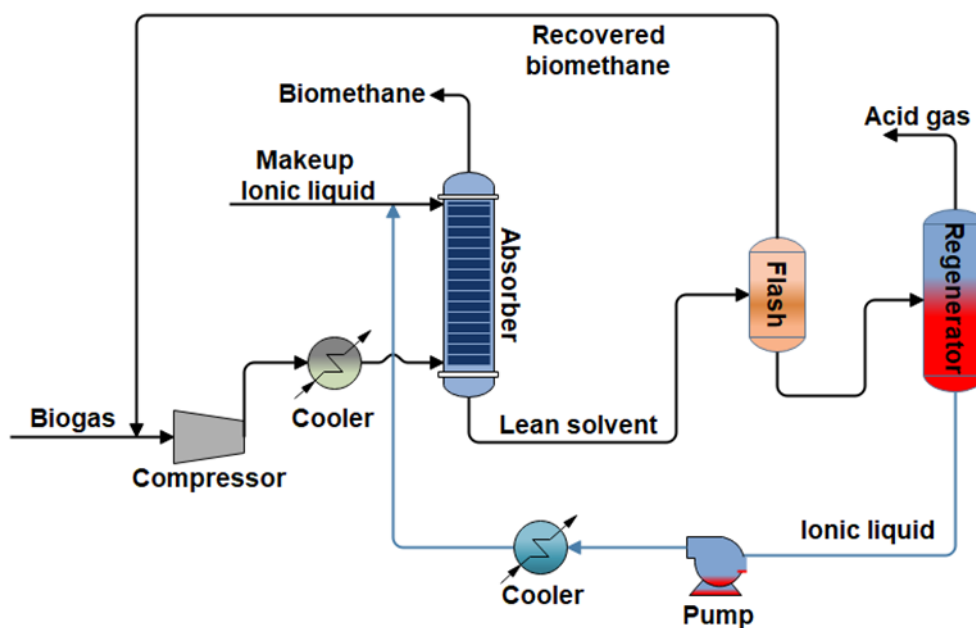 Recovered
biomethane
Biomethane
Acid gas
Makeup
Ionic liquid
Absorber
Flash
Regenerator
Biogas
Cooler
Lean solvent
Compressor
Ionic liquid
Cooler
Pump